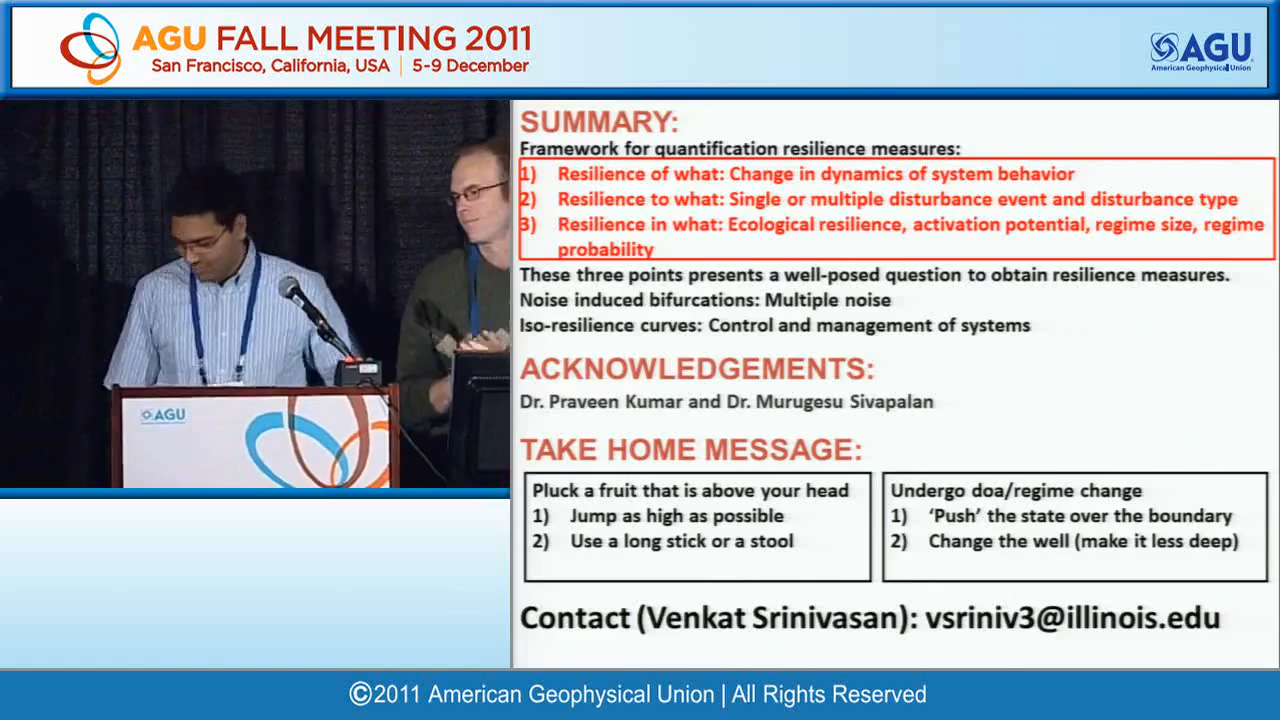 AGU FALL MEETING 2011
San Francisco, California, USA | 5-9 December
AGU
American Geophysical Union
SUMMARY:
Framework for quantification resilience measures:
1) Resilience of what: Change in dynamics of system behavior
2) Resilience to what: Single or multiple disturbance event and disturbance type
3) Resilience in what: Ecological resilience, activation potential, regime size, regime
probability
These three points presents a well-posed question to obtain resilience measures.
Noise induced bifurcations: Multiple noise
Iso-resilience curves: Control and management of systems
ACKNOWLEDGEMENTS:
Dr. Praveen Kumar and Dr. Murugesu Sivapalan
TAKE HOME MESSAGE:
Pluck a fruit that is above your head
1) Jump as high as possible
2) Use a long stick or a stool
Undergo doa/regime change
1) ‘Push’ the state over the boundary
2) Change the well (make it less deep)
Contact (Venkat Srinivasan): vsriniv3@illinois.edu
AGU
©2011 American Geophysical Union | All Rights Reserved